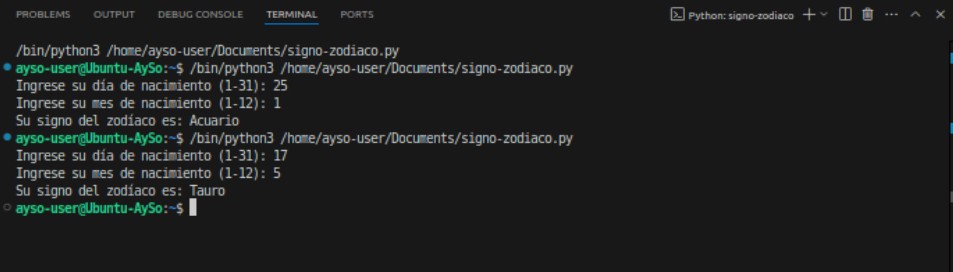 PROBLEMS OUTPUT DEBUG CONSOLE TERMINAL PORTS Python: signo-zodiaco
/bin/python3 /home/ayso-user/Documents/signo-zodiaco.py
ayso-user@Ubuntu-AySo:~$ /bin/python3 /home/ayso-user/Documents/signo-zodiaco.py
Ingrese su día de nacimiento (1-31): 25
Ingrese su mes de nacimiento (1-12): 1
Su signo del zodíaco es: Acuario
ayso-user@Ubuntu-AySo:~$ /bin/python3 /home/ayso-user/Documents/signo-zodiaco.py
Ingrese su día de nacimiento (1-31): 17
Ingrese su mes de nacimiento (1-12): 5
Su signo del zodíaco es: Tauro
ayso-user@Ubuntu-AySo:~$